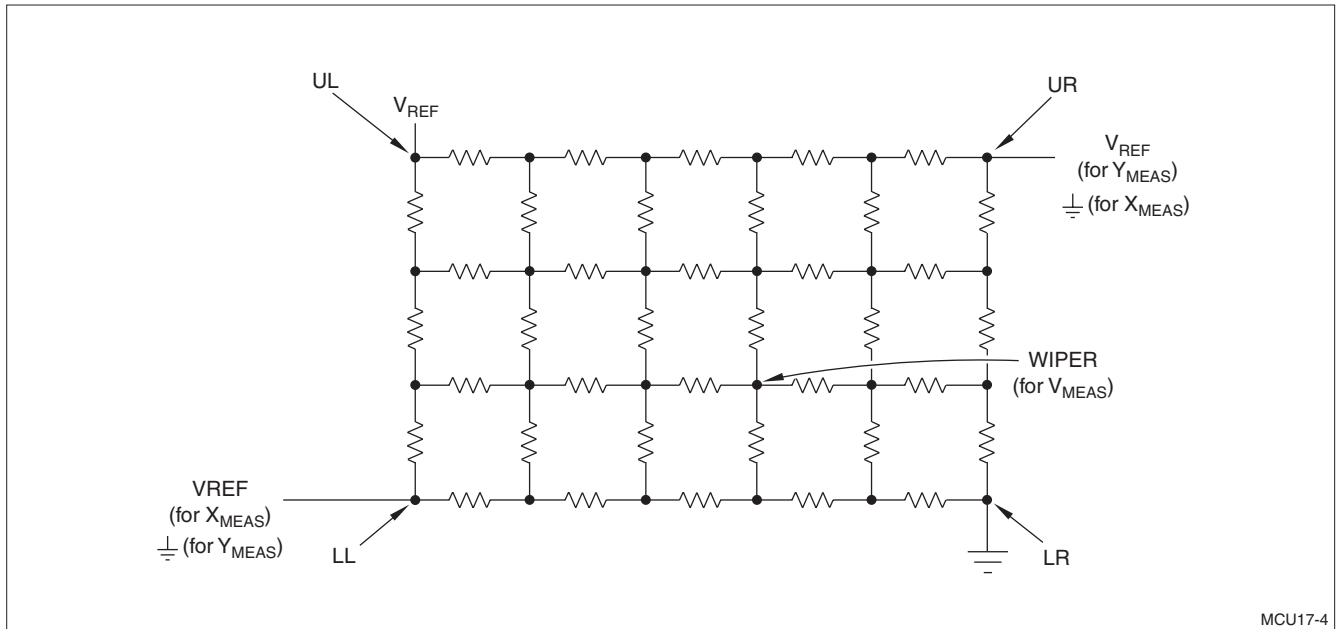 UL
UR
VREF
VREF
(for YMEAS)
(for XMEAS)
WIPER
(for VMEAS)
VREF
(for XMEAS)
(for YMEAS)
LL
LR
MCU17-4